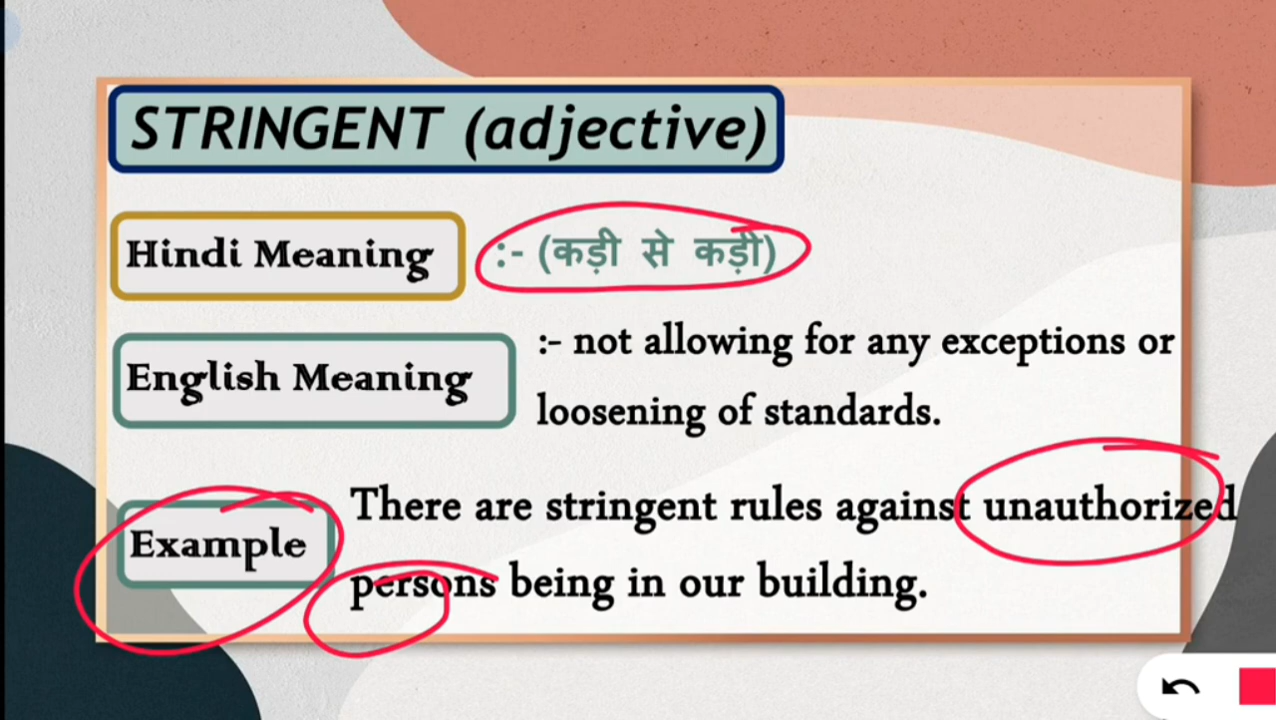 STRINGENT (adjective)
Hindi Meaning :- (कड़ी से कड़ी)
English Meaning :- not allowing for any exceptions or
loosening of standards.
Example There are stringent rules against unauthorized
persons being in our building.